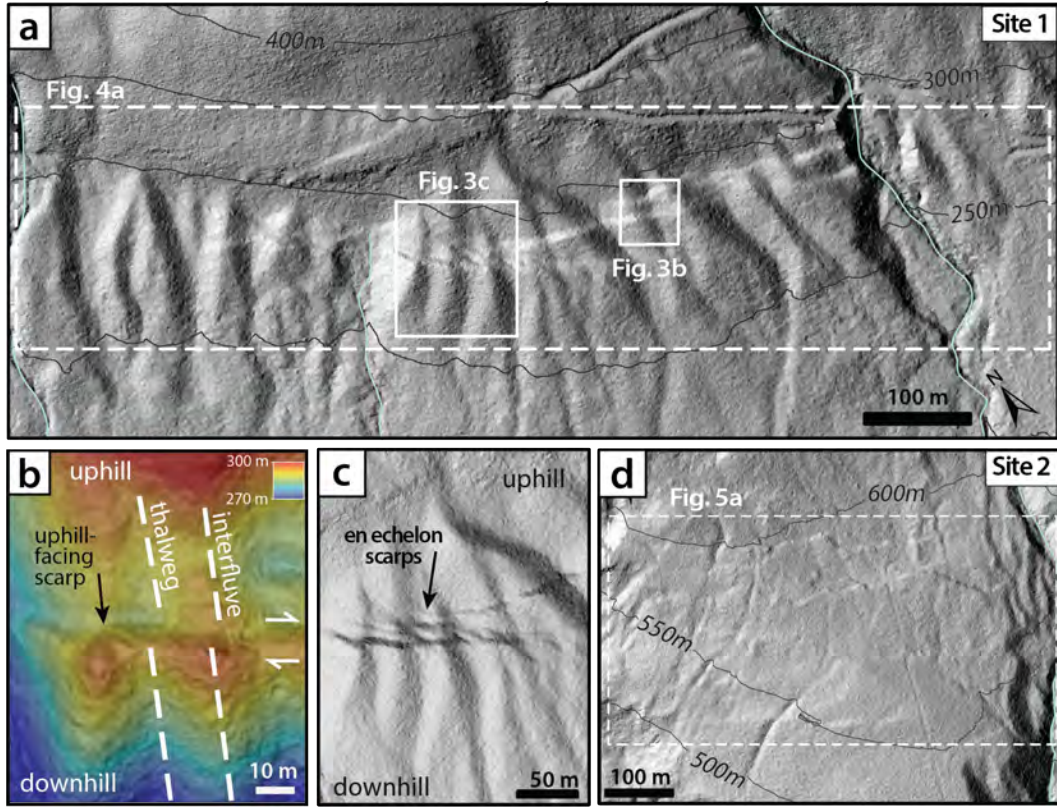 a
400m
Site 1
300m
Fig. 4a
Fig. 3c
250m
Fig. 3b
N
100 m
b
uphill
300 m
270 m
uphill-
facing
scarp
thalweg
interfluve
downhill
10 m
c
uphill
en echelon
scarps
downhill
50 m
d
Site 2
Fig. 5a
600m
550m
500m
100 m